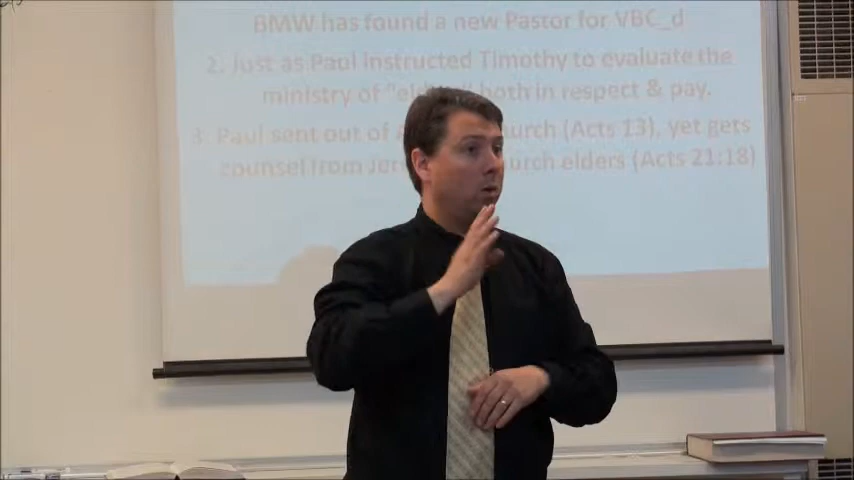 BMW has found a new Pastor for VBC_d
2. Just as Paul instructed Timothy to evaluate the
ministry of "elders" both in respect & pay.
3. Paul sent out of church (Acts 13), yet gets
counsel from church elders (Acts 21:18)